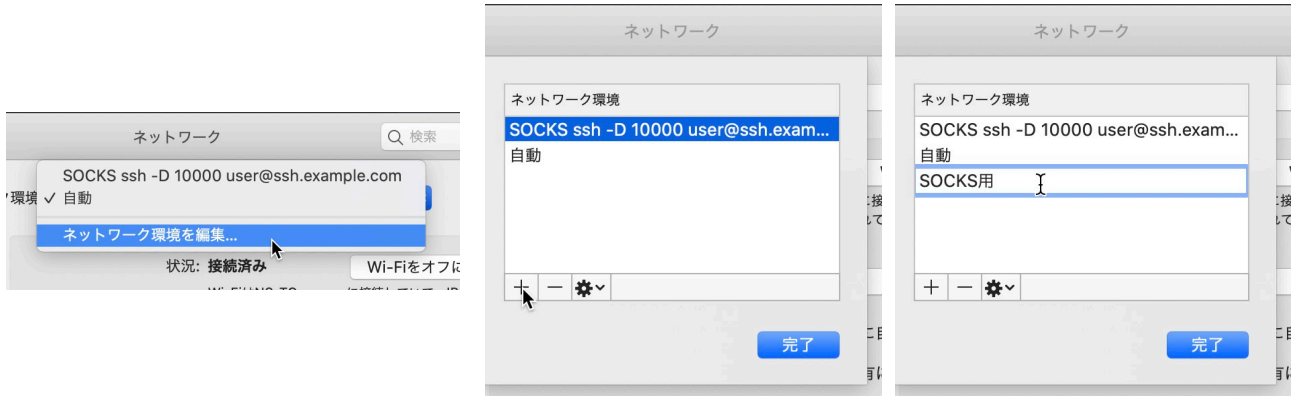 ネットワーク
検索
SOCKS ssh -D 10000 user@ssh.example.com
環境
✓ 自動
ネットワーク環境を編集...
状況: 接続済み
Wi-Fiをオフに
ネットワーク
ネットワーク環境
SOCKS ssh -D 10000 user@ssh.exam...
自動
完了
ネットワーク
ネットワーク環境
SOCKS ssh -D 10000 user@ssh.exam...
自動
SOCKS用
完了